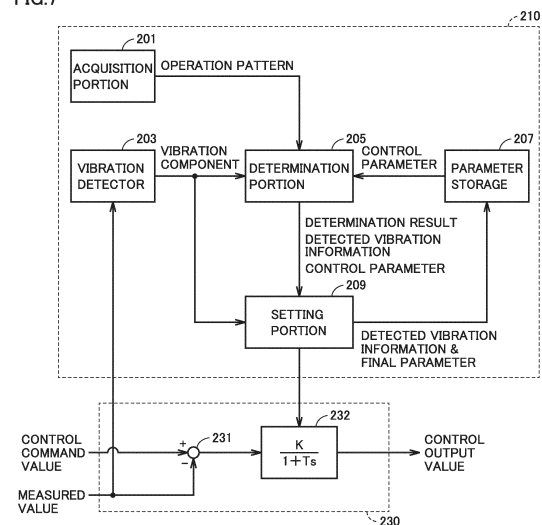 FIG.7
210
201
ACQUISITION
PORTION
OPERATION PATTERN
203
VIBRATION
DETECTOR
VIBRATION
COMPONENT
205
DETERMINATION
PORTION
CONTROL
PARAMETER
207
PARAMETER
STORAGE
DETERMINATION RESULT
DETECTED VIBRATION
INFORMATION
CONTROL PARAMETER
209
SETTING
PORTION
DETECTED VIBRATION
INFORMATION &
FINAL PARAMETER
CONTROL
COMMAND
VALUE
+
−
231
232
K
1+Ts
CONTROL
OUTPUT
VALUE
MEASURED
VALUE
230